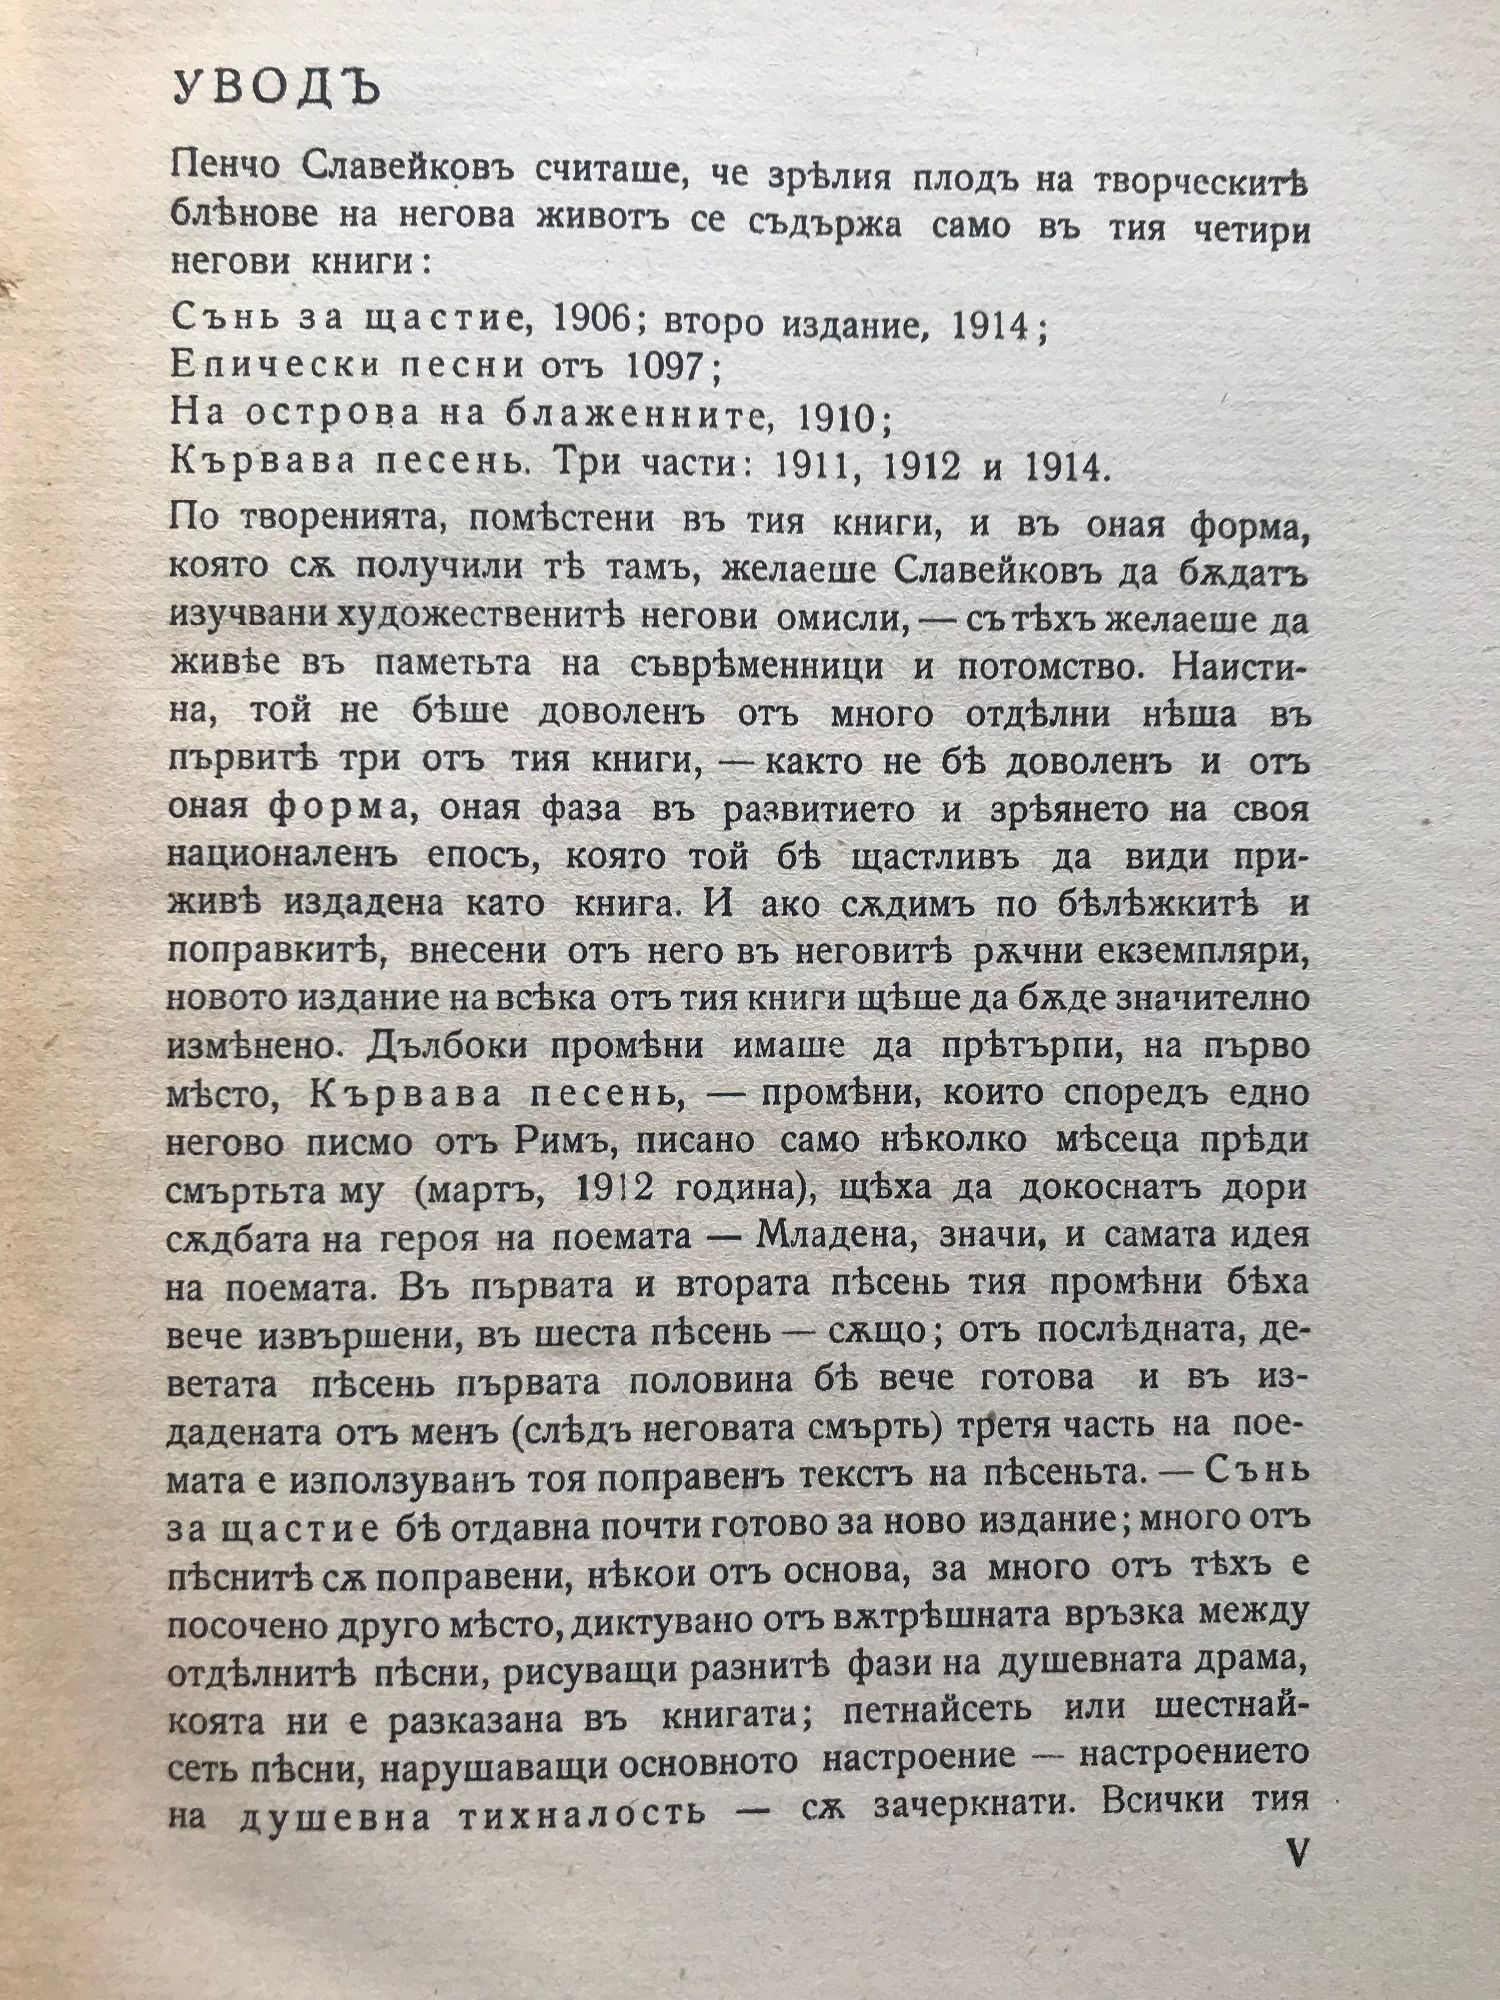 УВОДЪ
Пенчо Славейковъ считаше, че зрѣлия плодъ на творческитѣ
блѣнове на негова животъ се съдържа само въ тия четири
негови книги:
Сънь за щастие, 1906; второ издание, 1914;
Епически песни отъ 1097;
На острова на блаженните, 1910;
Кървава песень. Три части: 1911, 1912 и 1914.
По творенията, помѣстени въ тия книги, и въ оная форма,
която сѫ получили тѣ тамъ, желаеше Славейковъ да бѫдатъ
изучвани художественитѣ негови омисли, — съ тѣхъ желаеше да
живѣе въ паметьта на съврѣменници и потомство. Наисти-
на, той не бѣше доволенъ отъ много отдѣлни нѣща въ
първитѣ три отъ тия книги, — както не бѣ доволенъ и отъ
оная форма, оная фаза въ развитието и зрѣянето на своя
националенъ епосъ, която той бѣ щастливъ да види при-
живѣ издадена като книга. И ако сѫдимъ по бѣлѣжкитѣ и
поправкитѣ, внесени отъ него въ неговитѣ рѫчни екземпляри,
новото издание на всѣка отъ тия книги щѣше да бѫде значително
измѣнено. Дълбоки промѣни имаше да прѣтърпи, на първо
мѣсто, Кървава песень, — промѣни, които споредъ едно
негово писмо отъ Римъ, писано само нѣколко мѣсеца прѣди
смъртьта му (мартъ, 1912 година), щѣха да докоснатъ дори
сѫдбата на героя на поемата — Младена, значи, и самата идея
на поемата. Въ първата и втората пѣсень тия промѣни бѣха
вече извършени, въ шеста пѣсень — сѫщо; отъ послѣдната, де-
ветата пѣсень първата половина бѣ вече готова и въ из-
дадената отъ менъ (слѣдъ неговата смърть) третя часть на пое-
мата е използуванъ тоя поправенъ текстъ на пѣсеньта. — Сънь
за щастие бѣ отдавна почти готово за ново издание; много отъ
пѣснитѣ сѫ поправени, нѣкои отъ основа, за много отъ тѣхъ е
посочено друго мѣсто, диктувано отъ вѫтрѣшната връзка между
отдѣлнитѣ пѣсни, рисуващи разнитѣ фази на душевната драма,
коята ни е разказана въ книгата; петнайсеть или шестнай-
сеть пѣсни, нарушаващи основното настроение — настроението
на душевна тихналость — сѫ зачеркнати. Всички тия
V